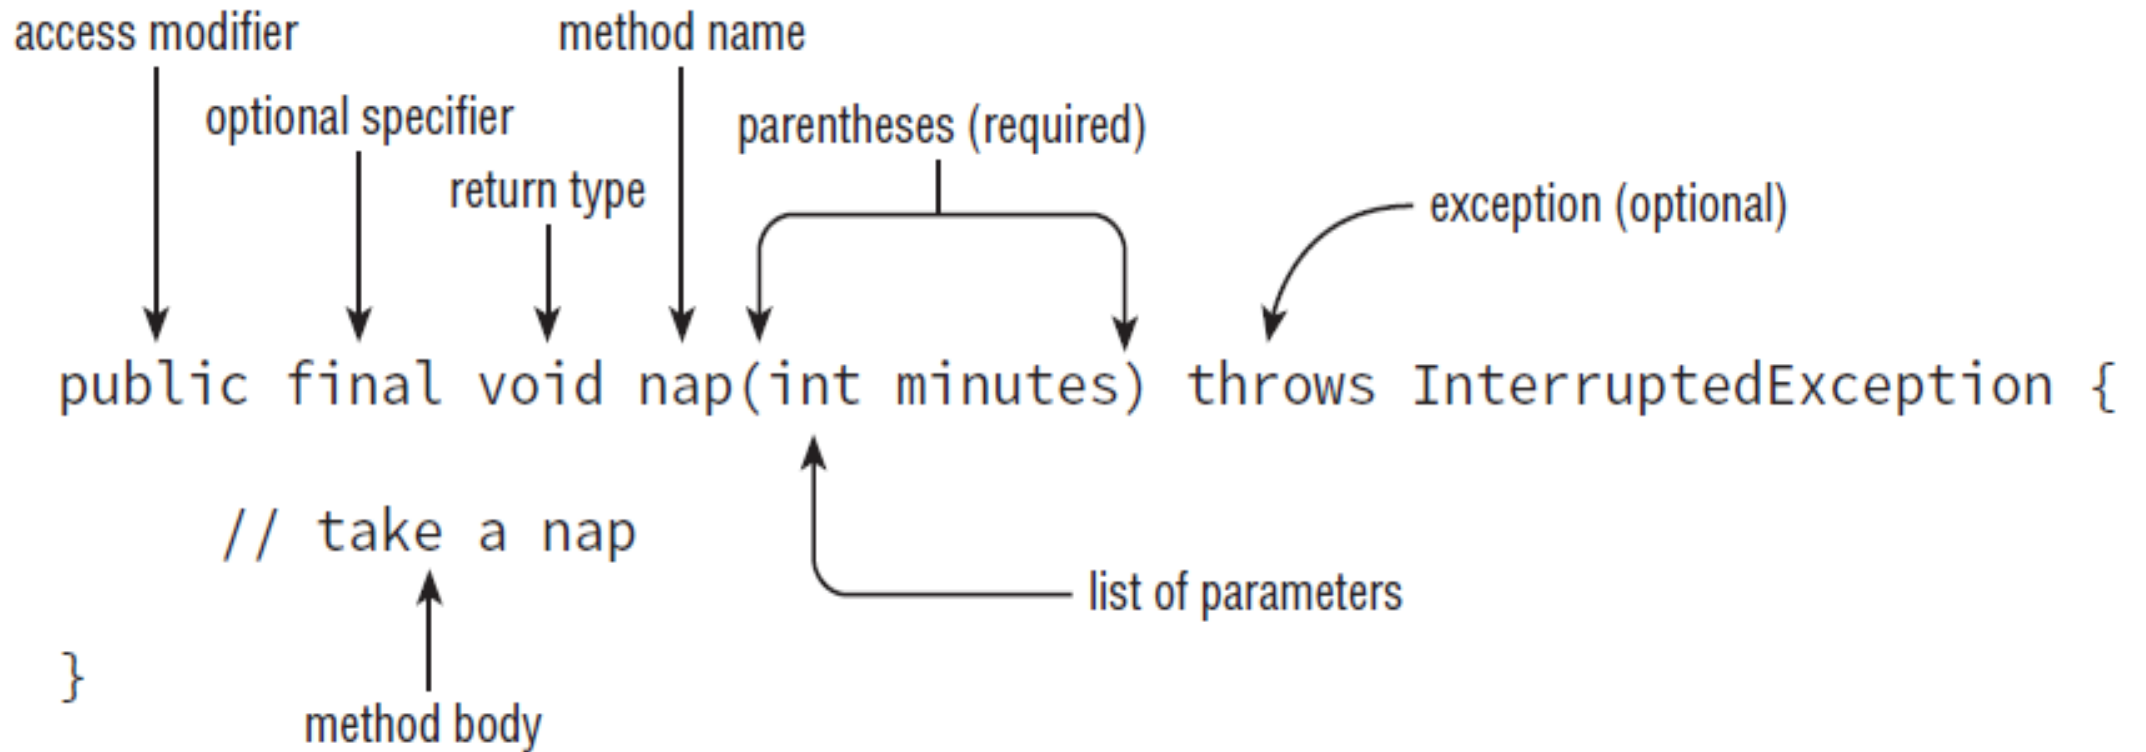 access modifier
method name
optional specifier
parentheses (required)
return type
exception (optional)
public final void nap(int minutes) throws InterruptedException {
// take a nap
list of parameters
}
method body